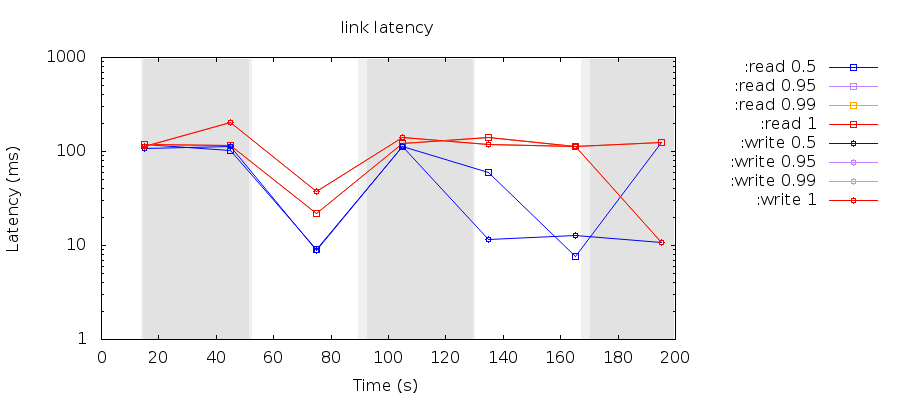 link latency
1000
100
10
1
Latency (ms)
0 20 40 60 80 100 120 140 160 180 200
Time (s)
:read 0.5
:read 0.95
:read 0.99
:read 1
:write 0.5
:write 0.95
:write 0.99
:write 1